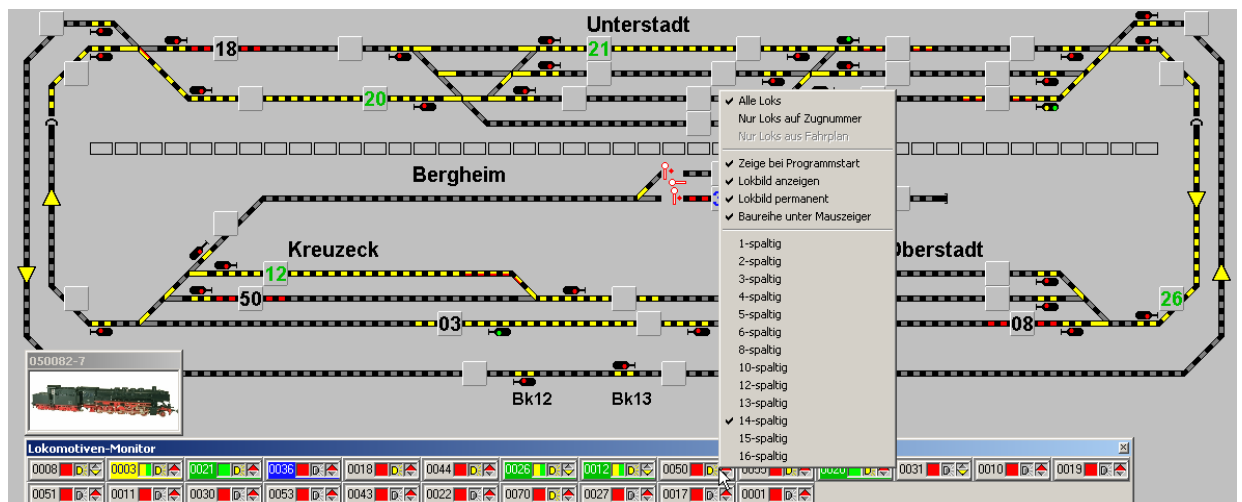 Unterstadt
18
21
20
Bergheim
Kreuzeck
12
50
03
Oberstadt
26
08
Bk12
Bk13
✓ Alle Loks
Nur Loks auf Zugnummer
Nur Loks aus Fahrplan
✓ Zeige bei Programmstart
✓ Lokbild anzeigen
✓ Lokbild permanent
✓ Baureihe unter Mauszeiger
1-spaltig
2-spaltig
3-spaltig
4-spaltig
5-spaltig
6-spaltig
8-spaltig
10-spaltig
12-spaltig
13-spaltig
✓ 14-spaltig
15-spaltig
16-spaltig
050082-7
Lokomotiven-Monitor
0008 D 0003 D 0021 D 0036 D 0018 D 0044 D 0026 D 0012 D 0050 D 0031 D 0010 D 0019 D
0051 D 0011 D 0030 D 0053 D 0043 D 0022 D 0070 D 0027 D 0017 D 0001 D